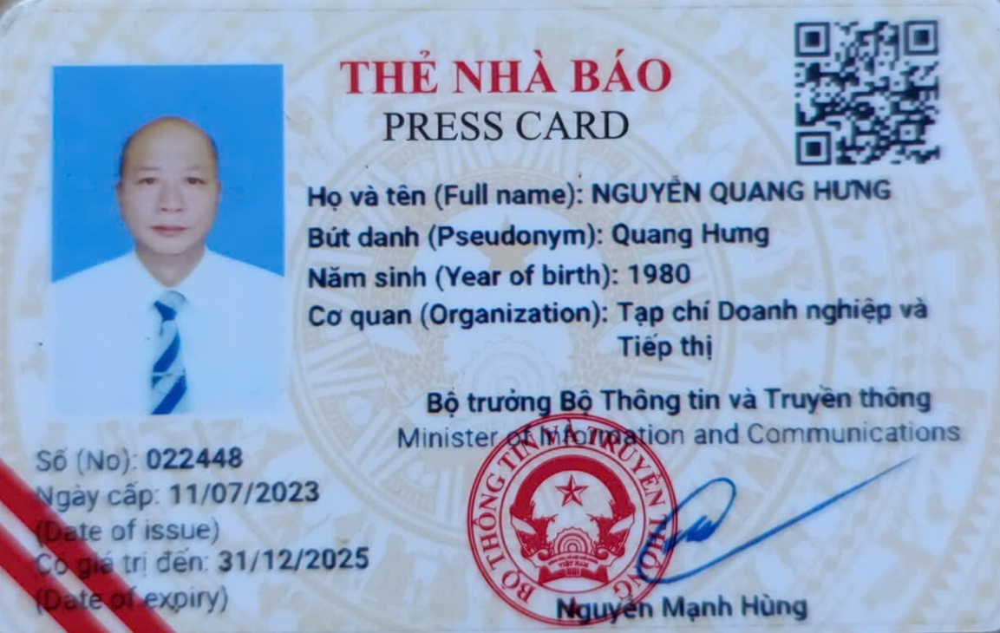 THẺ NHÀ BÁO
PRESS CARD
Họ và tên (Full name): NGUYỄN QUANG HƯNG
Bút danh (Pseudonym): Quang Hưng
Năm sinh (Year of birth): 1980
Cơ quan (Organization): Tạp chí Doanh nghiệp và
Tiếp thị
Bộ trưởng Bộ Thông tin và Truyền thông
Minister of Information and Communications
Số (No): 022448
Ngày cấp: 11/07/2023
(Date of issue)
Có giá trị đến: 31/12/2025
(Date of expiry)
BỘ THÔNG TIN VÀ TRUYỀN THÔNG
VIỆT NAM
Nguyễn Mạnh Hùng